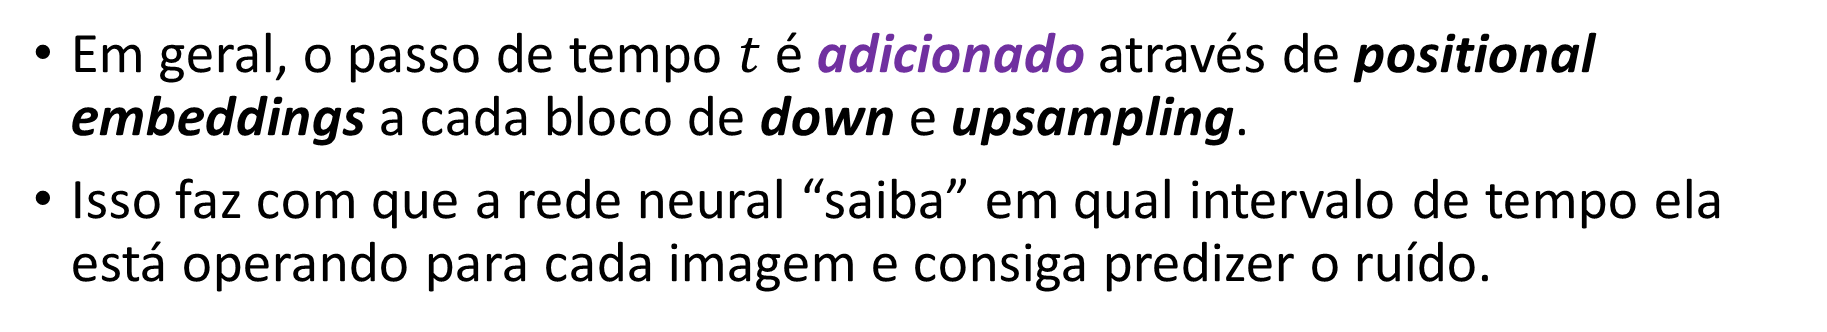 • Em geral, o passo de tempo t é adicionado através de positional
embeddings a cada bloco de down e upsampling.
• Isso faz com que a rede neural “saiba” em qual intervalo de tempo ela
está operando para cada imagem e consiga predizer o ruído.